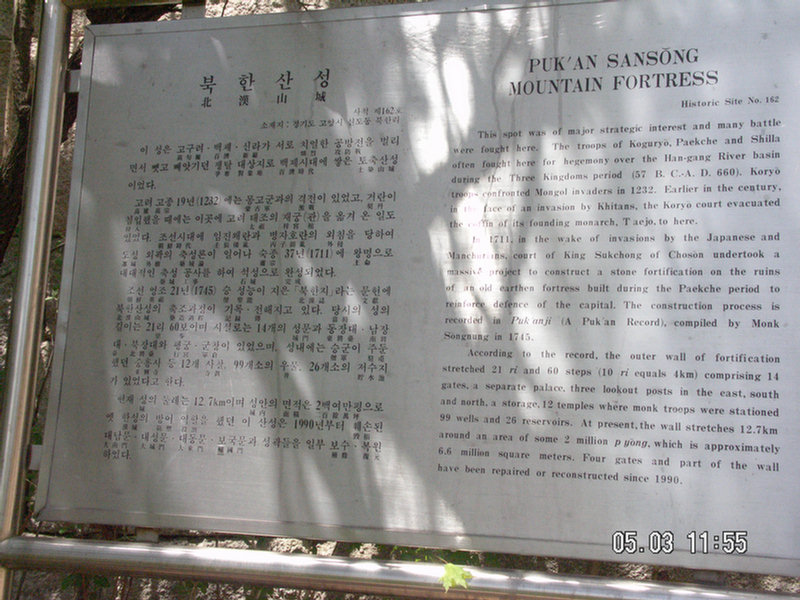 북 한 산 성
北 漢 山 城
사적 제162호
소재지 : 경기도 고양시 신도동 북한리
이 성은 고구려 · 백제 · 신라가 서로 치열한 공방전을 벌리
면서 뺏고 빼앗기던 쟁탈 대상지로 백제시대에 쌓은 토축산성
이었다.
고려 고종 19년(1232)에는 몽고군과의 격전이 있었고, 거란이
침입했을 때에는 이곳에 고려 태조의 재궁(관)을 옮겨 온 일도
있었다. 조선시대에 임진왜란과 병자호란의 외침을 당하여
도성 외곽의 축성론이 일어나 숙종 37년(1711)에 왕명으로
대대적인 축성 공사를 하여 석성으로 완성되었다.
조선 영조 21년(1745) 승 성능이 지은 「북한지」라는 문헌에
북한산성의 축조과정이 기록 · 전해지고 있다. 당시의 성의
길이는 21리 60보이며 시설로는 14개의 성문과 동장대 · 남장
대 · 북장대와 행궁 · 군창이 있었으며, 성내에는 승군이 주둔
했던 중흥사 등 12개 사찰, 99개소의 우물, 26개소의 저수지
가 있었다고 한다.
현재 성의 둘레는 12.7km이며 성안의 면적은 2백여만평으로
옛 한성의 방이 역할을 했던 이 산성은 1990년부터 훼손된
대남문 · 대성문 · 대동문 · 보국문과 성곽들을 일부 보수 · 복원
하였다.
PUK'AN SANSŎNG
MOUNTAIN FORTRESS
Historic Site No. 162
This spot was of major strategic interest and many battle
were fought here. The troops of Koguryŏ, Paekche and Shilla
often fought here for hegemony over the Han-gang River basin
during the Three Kingdoms period (57 B. C.-A. D. 660). Koryŏ
troops confronted Mongol invaders in 1232. Earlier in the century,
in the face of an invasion by Khitans, the Koryŏ court evacuated
the coffin of its founding monarch, T'aejo, to here.
In 1711, in the wake of invasions by the Japanese and
Manchurians, court of King Sukchong of Choson undertook a
massive project to construct a stone fortification on the ruins
of an old earthen fortress built during the Paekche period to
reinforce defence of the capital. The construction process is
recorded in Puk'anji (A Puk'an Record), compiled by Monk
Songnung in 1745.
According to the record, the outer wall of fortification
stretched 21 ri and 60 steps (10 ri equals 4km) comprising 14
gates, a separate palace, three lookout posts in the east, south
and north, a storage, 12 temples where monk troops were stationed
99 wells and 26 reservoirs. At present, the wall stretches 12.7km
around an area of some 2 million p'yŏng, which is approximately
6.6 million square meters. Four gates and part of the wall
have been repaired or reconstructed since 1990.
05.03 11:55